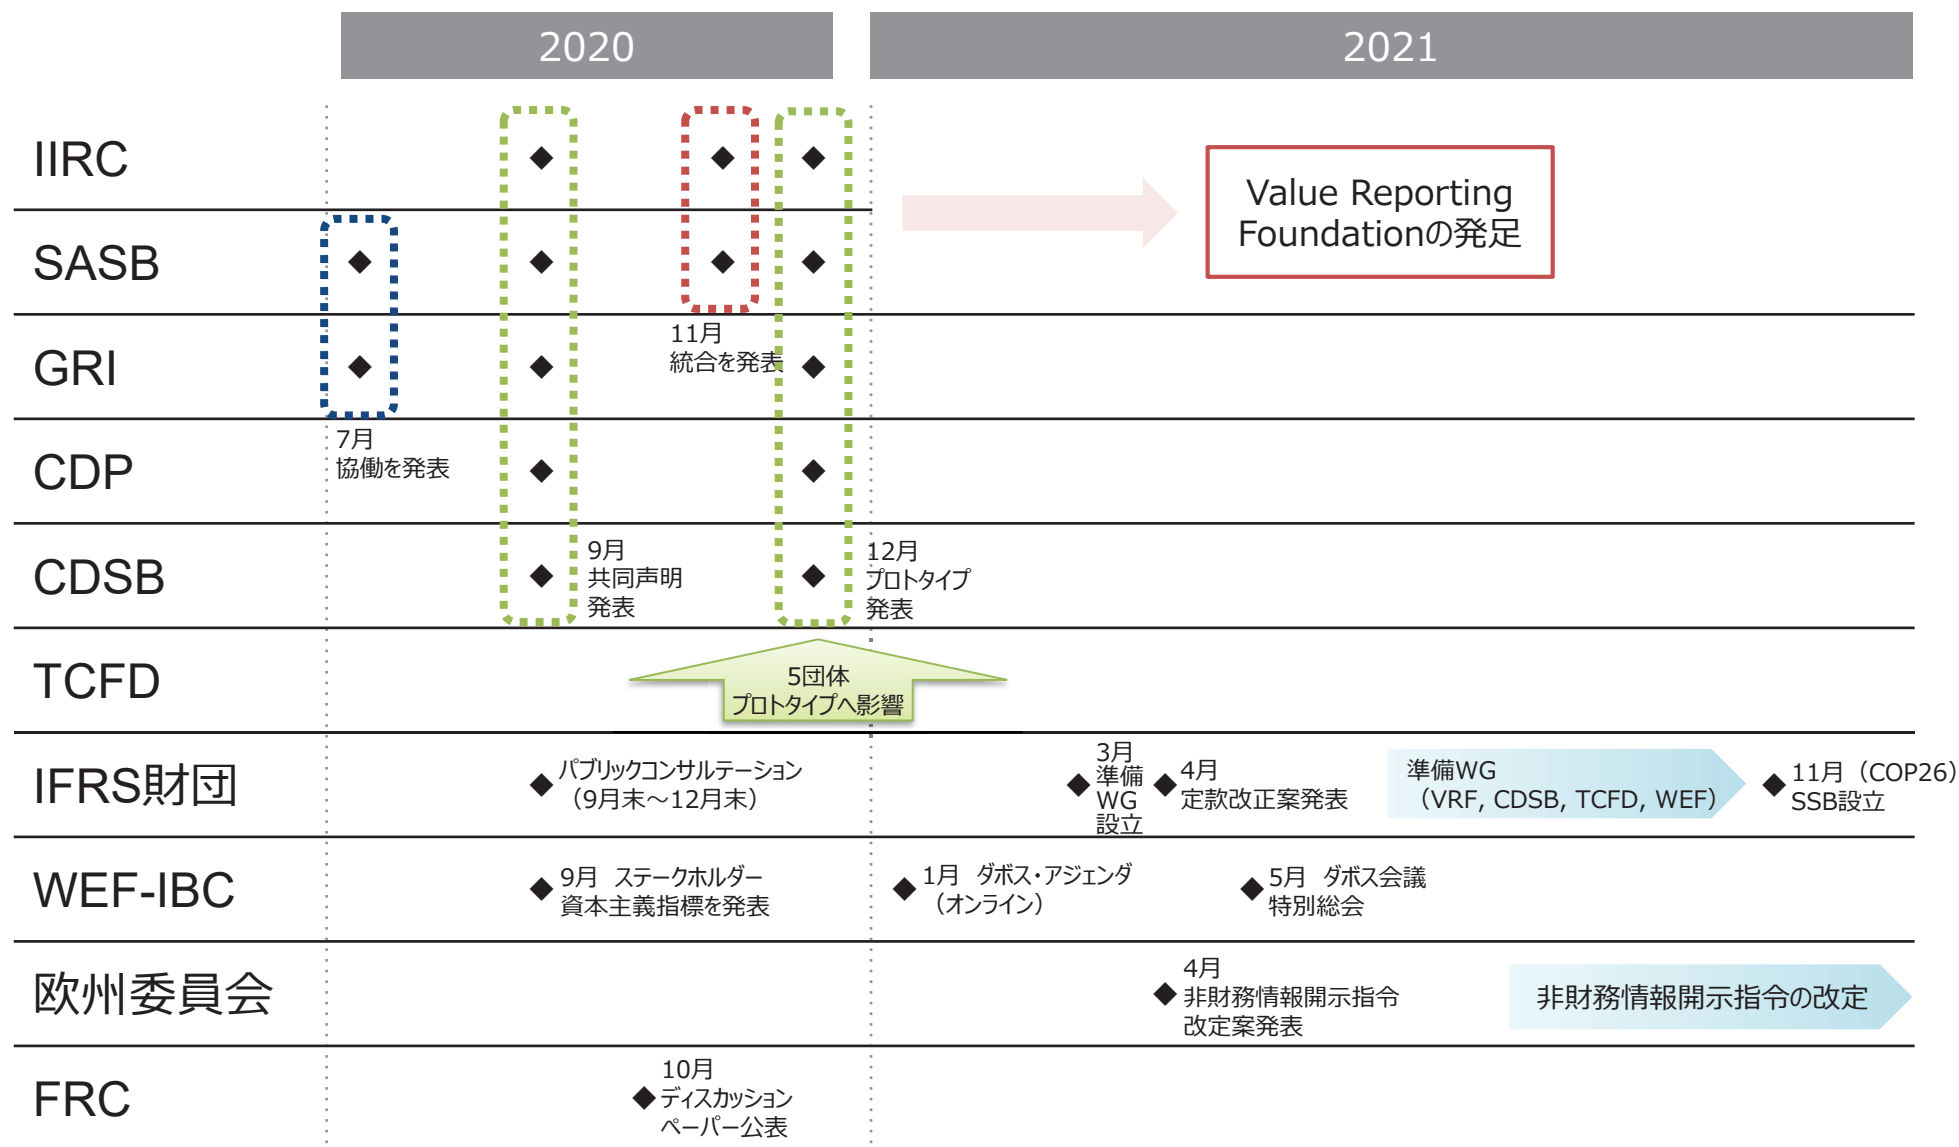 2020
2021
IIRC
Value Reporting
Foundationの発足
SASB
11月
統合を発表
GRI
7月
協働を発表
CDP
CDSB
9月
共同声明
発表
12月
プロトタイプ
発表
TCFD
5団体
プロトタイプへ影響
IFRS財団
パブリックコンサルテーション
（9月末～12月末）
3月
準備
WG
設立
4月
定款改正案発表
準備WG
（VRF, CDSB, TCFD, WEF）
11月（COP26）
SSB設立
WEF-IBC
9月 ステークホルダー
資本主義指標を発表
1月 ダボス・アジェンダ
（オンライン）
5月 ダボス会議
特別総会
欧州委員会
4月
非財務情報開示指令
改定案発表
非財務情報開示指令の改定
FRC
10月
ディスカッション
ペーパー公表